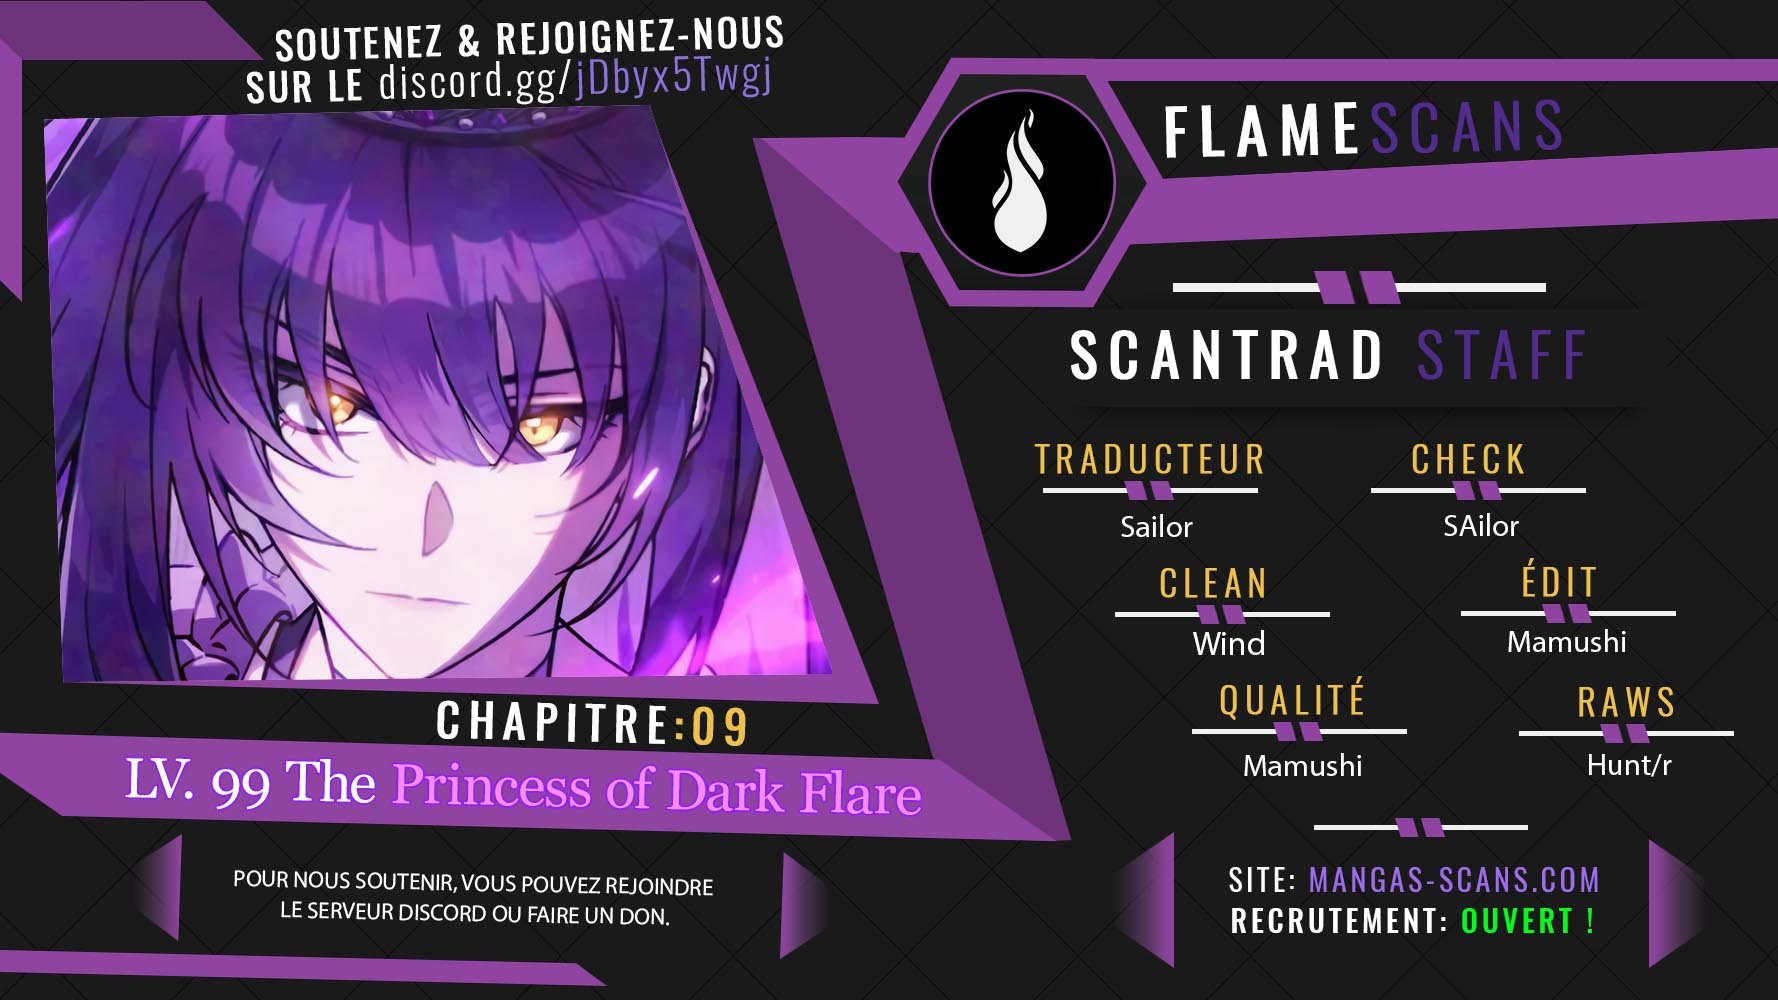 SOUTENEZ & REJOIGNEZ-NOUS
SUR LE discord.gg/jDbyx5Twgj
FLAMESCANS
SCANTRAD STAFF
TRADUCTEUR
Sailor
CHECK
SAilor
CLEAN
Wind
ÉDIT
Mamushi
QUALITÉ
Mamushi
RAWS
Hunt/r
CHAPITRE:09
LV. 99 The Princess of Dark Flare
POUR NOUS SOUTENIR, VOUS POUVEZ REJOINDRE
LE SERVEUR DISCORD OU FAIRE UN DON.
SITE: MANGAS-SCANS.COM
RECRUTEMENT: OUVERT !